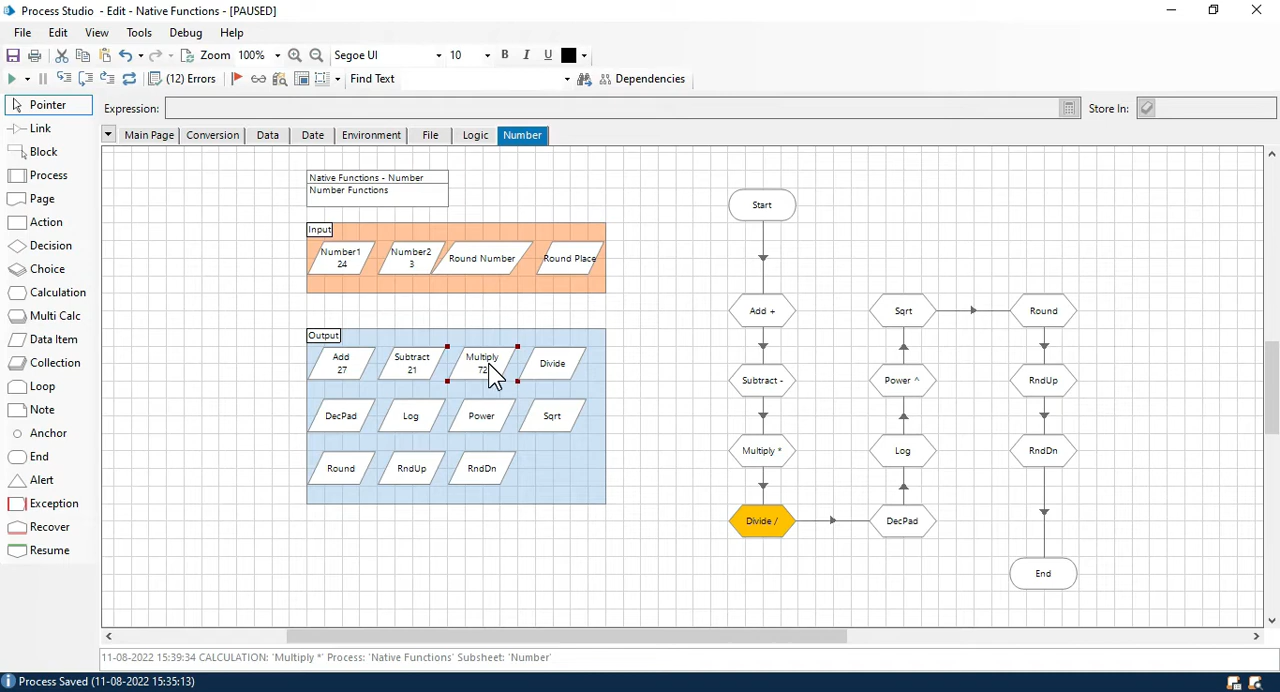 Process Studio - Edit - Native Functions - [PAUSED]
File Edit View Tools Debug Help
Zoom 100% Segoe UI 10 B I U
(12) Errors Find Text Dependencies
Pointer
Link
Block
Process
Page
Action
Decision
Choice
Calculation
Multi Calc
Data Item
Collection
Loop
Note
Anchor
End
Alert
Exception
Recover
Resume
Expression: Store In:
Main Page Conversion Data Date Environment File Logic Number
Native Functions - Number
Number Functions
Input
Number1
24
Number2
3
Round Number
Round Place
Output
Add
27
Subtract
21
Multiply
72
Divide
DecPad
Log
Power
Sqrt
Round
RndUp
RndDn
Start
Add +
Subtract -
Multiply *
Divide /
Sqrt
Power ^
Log
DecPad
Round
RndUp
RndDn
End
11-08-2022 15:39:34 CALCULATION: 'Multiply *' Process: 'Native Functions' Subsheet: 'Number'
Process Saved (11-08-2022 15:35:13)